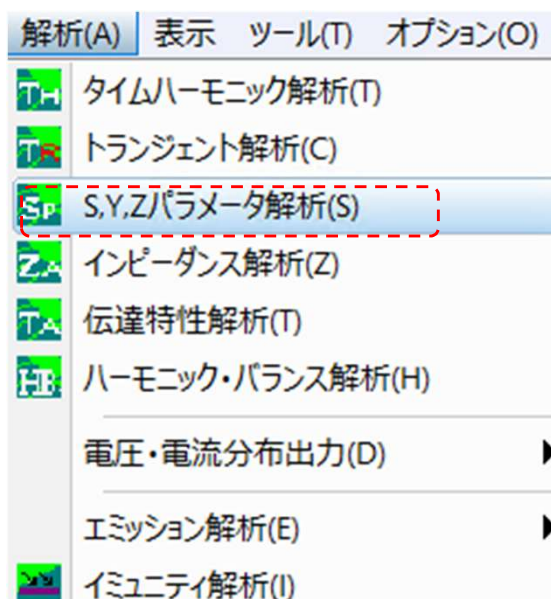 解析(A) 表示 ツール(T) オプション(O)
TH タイムハーモニック解析(T)
TR トランジェント解析(C)
SP S,Y,Zパラメータ解析(S)
ZA インピーダンス解析(Z)
TA 伝達特性解析(T)
HB ハーモニック・バランス解析(H)
電圧・電流分布出力(D)
エミッション解析(E)
イミュニティ解析(I)